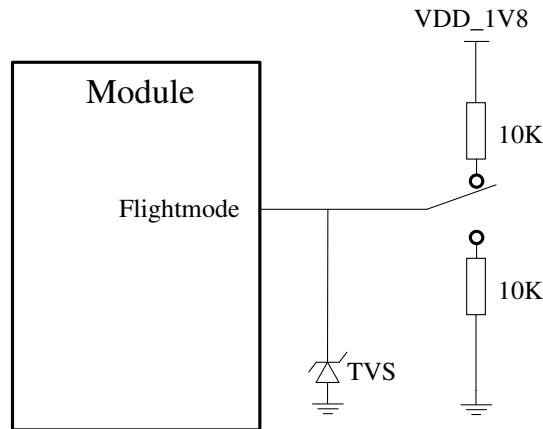 VDD_1V8
Module
10K
Flightmode
10K
TVS